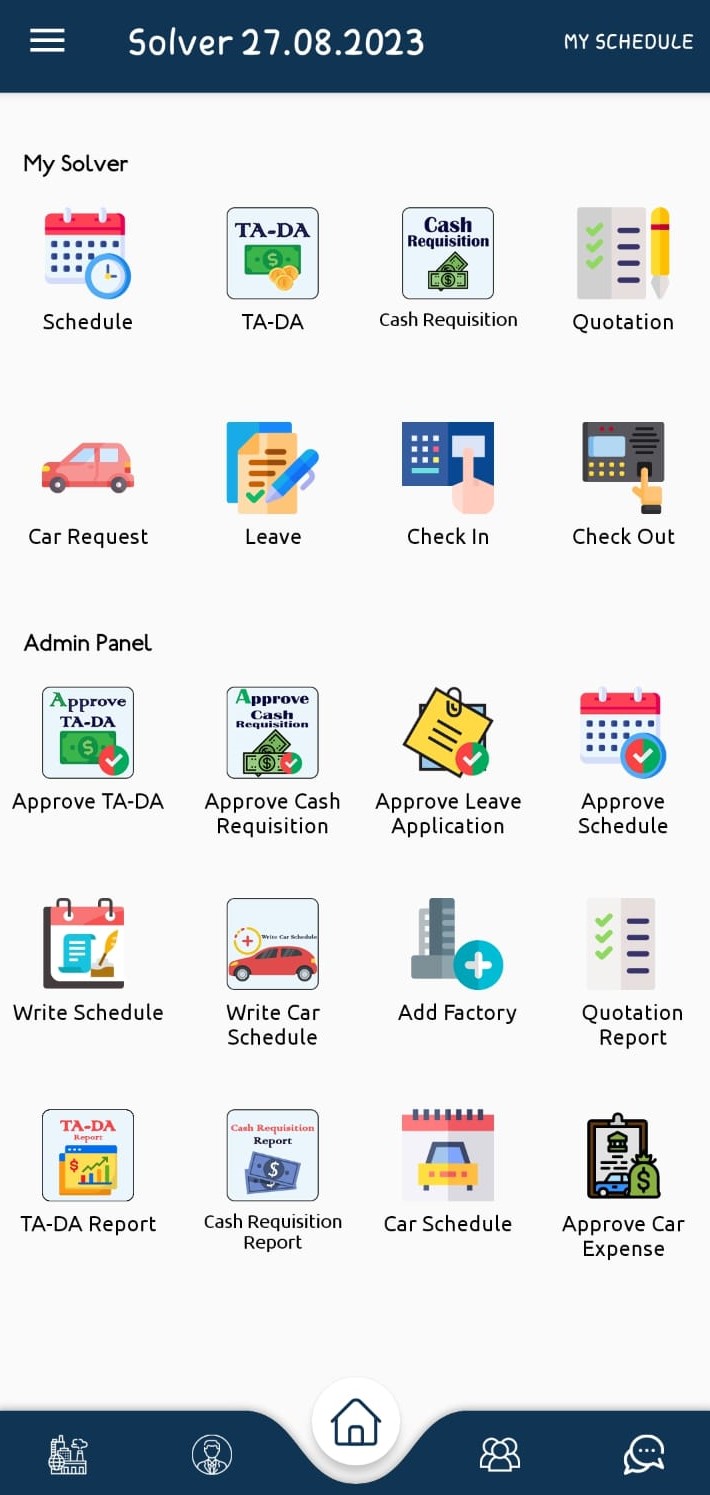 Solver 27.08.2023
MY SCHEDULE
My Solver
TA-DA
Cash
Requisition
Schedule
TA-DA
Cash Requisition
Quotation
Car Request
Leave
Check In
Check Out
Admin Panel
Approve
TA-DA
Approve
Cash
Requisition
Approve TA-DA
Approve Cash
Requisition
Approve Leave
Application
Approve
Schedule
Write Car Schedule
Write Schedule
Write Car
Schedule
Add Factory
Quotation
Report
TA-DA
Report
Cash Requisition
Report
TA-DA Report
Cash Requisition
Report
Car Schedule
Approve Car
Expense